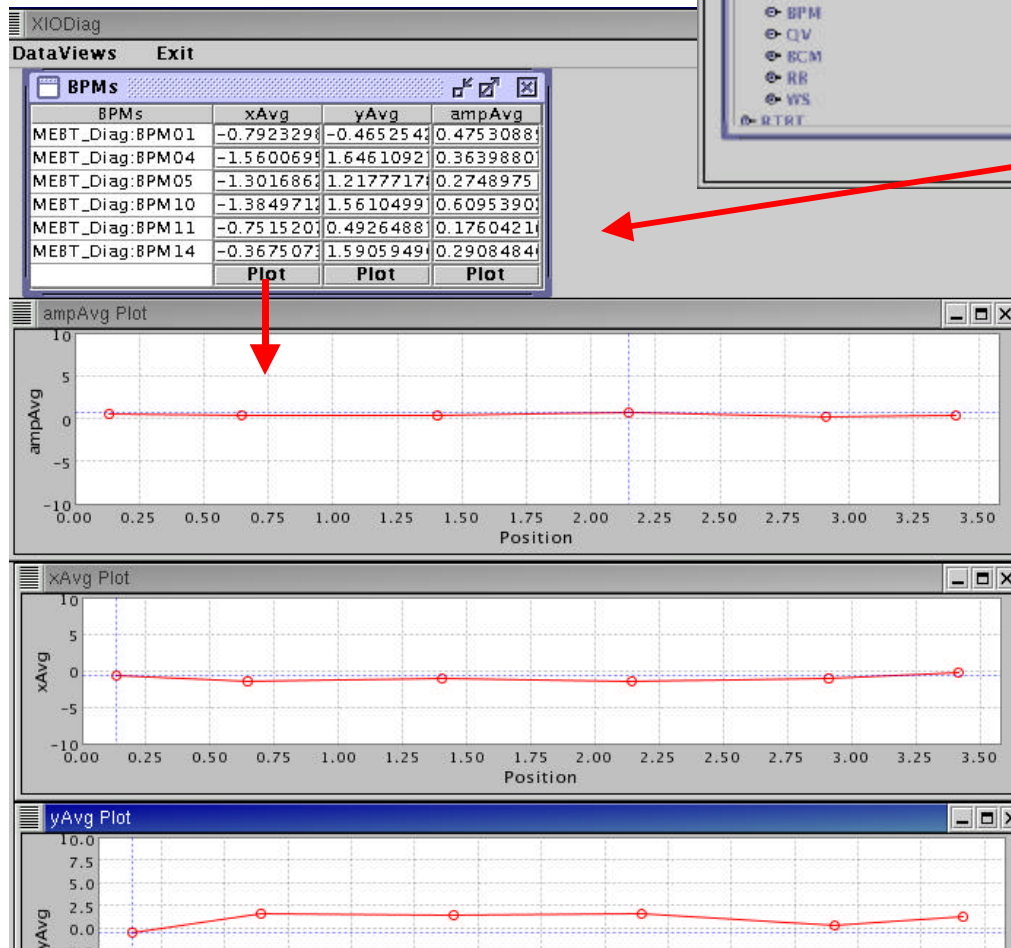 BPM
QV
BCM
RB
WS
RTBT
XIODiag
DataViews Exit
BPMs
BPMs xAvg yAvg ampAvg
MEBT_Diag:BPM01 -0.7923298 -0.4652542 0.4753088
MEBT_Diag:BPM04 -1.5600695 1.6461092 0.3639880
MEBT_Diag:BPM05 -1.3016862 1.2177717 0.2748975
MEBT_Diag:BPM10 -1.3849712 1.5610499 0.6095390
MEBT_Diag:BPM11 -0.7515207 0.4926488 0.1760421
MEBT_Diag:BPM14 -0.3675073 1.5905949 0.2908484
Plot Plot Plot
ampAvg Plot
10
5
0
-5
-10
ampAvg
0.00 0.25 0.50 0.75 1.00 1.25 1.50 1.75 2.00 2.25 2.50 2.75 3.00 3.25 3.50
Position
xAvg Plot
10
5
0
-5
-10
xAvg
0.00 0.25 0.50 0.75 1.00 1.25 1.50 1.75 2.00 2.25 2.50 2.75 3.00 3.25 3.50
Position
yAvg Plot
10.0
7.5
5.0
2.5
0.0
yAvg